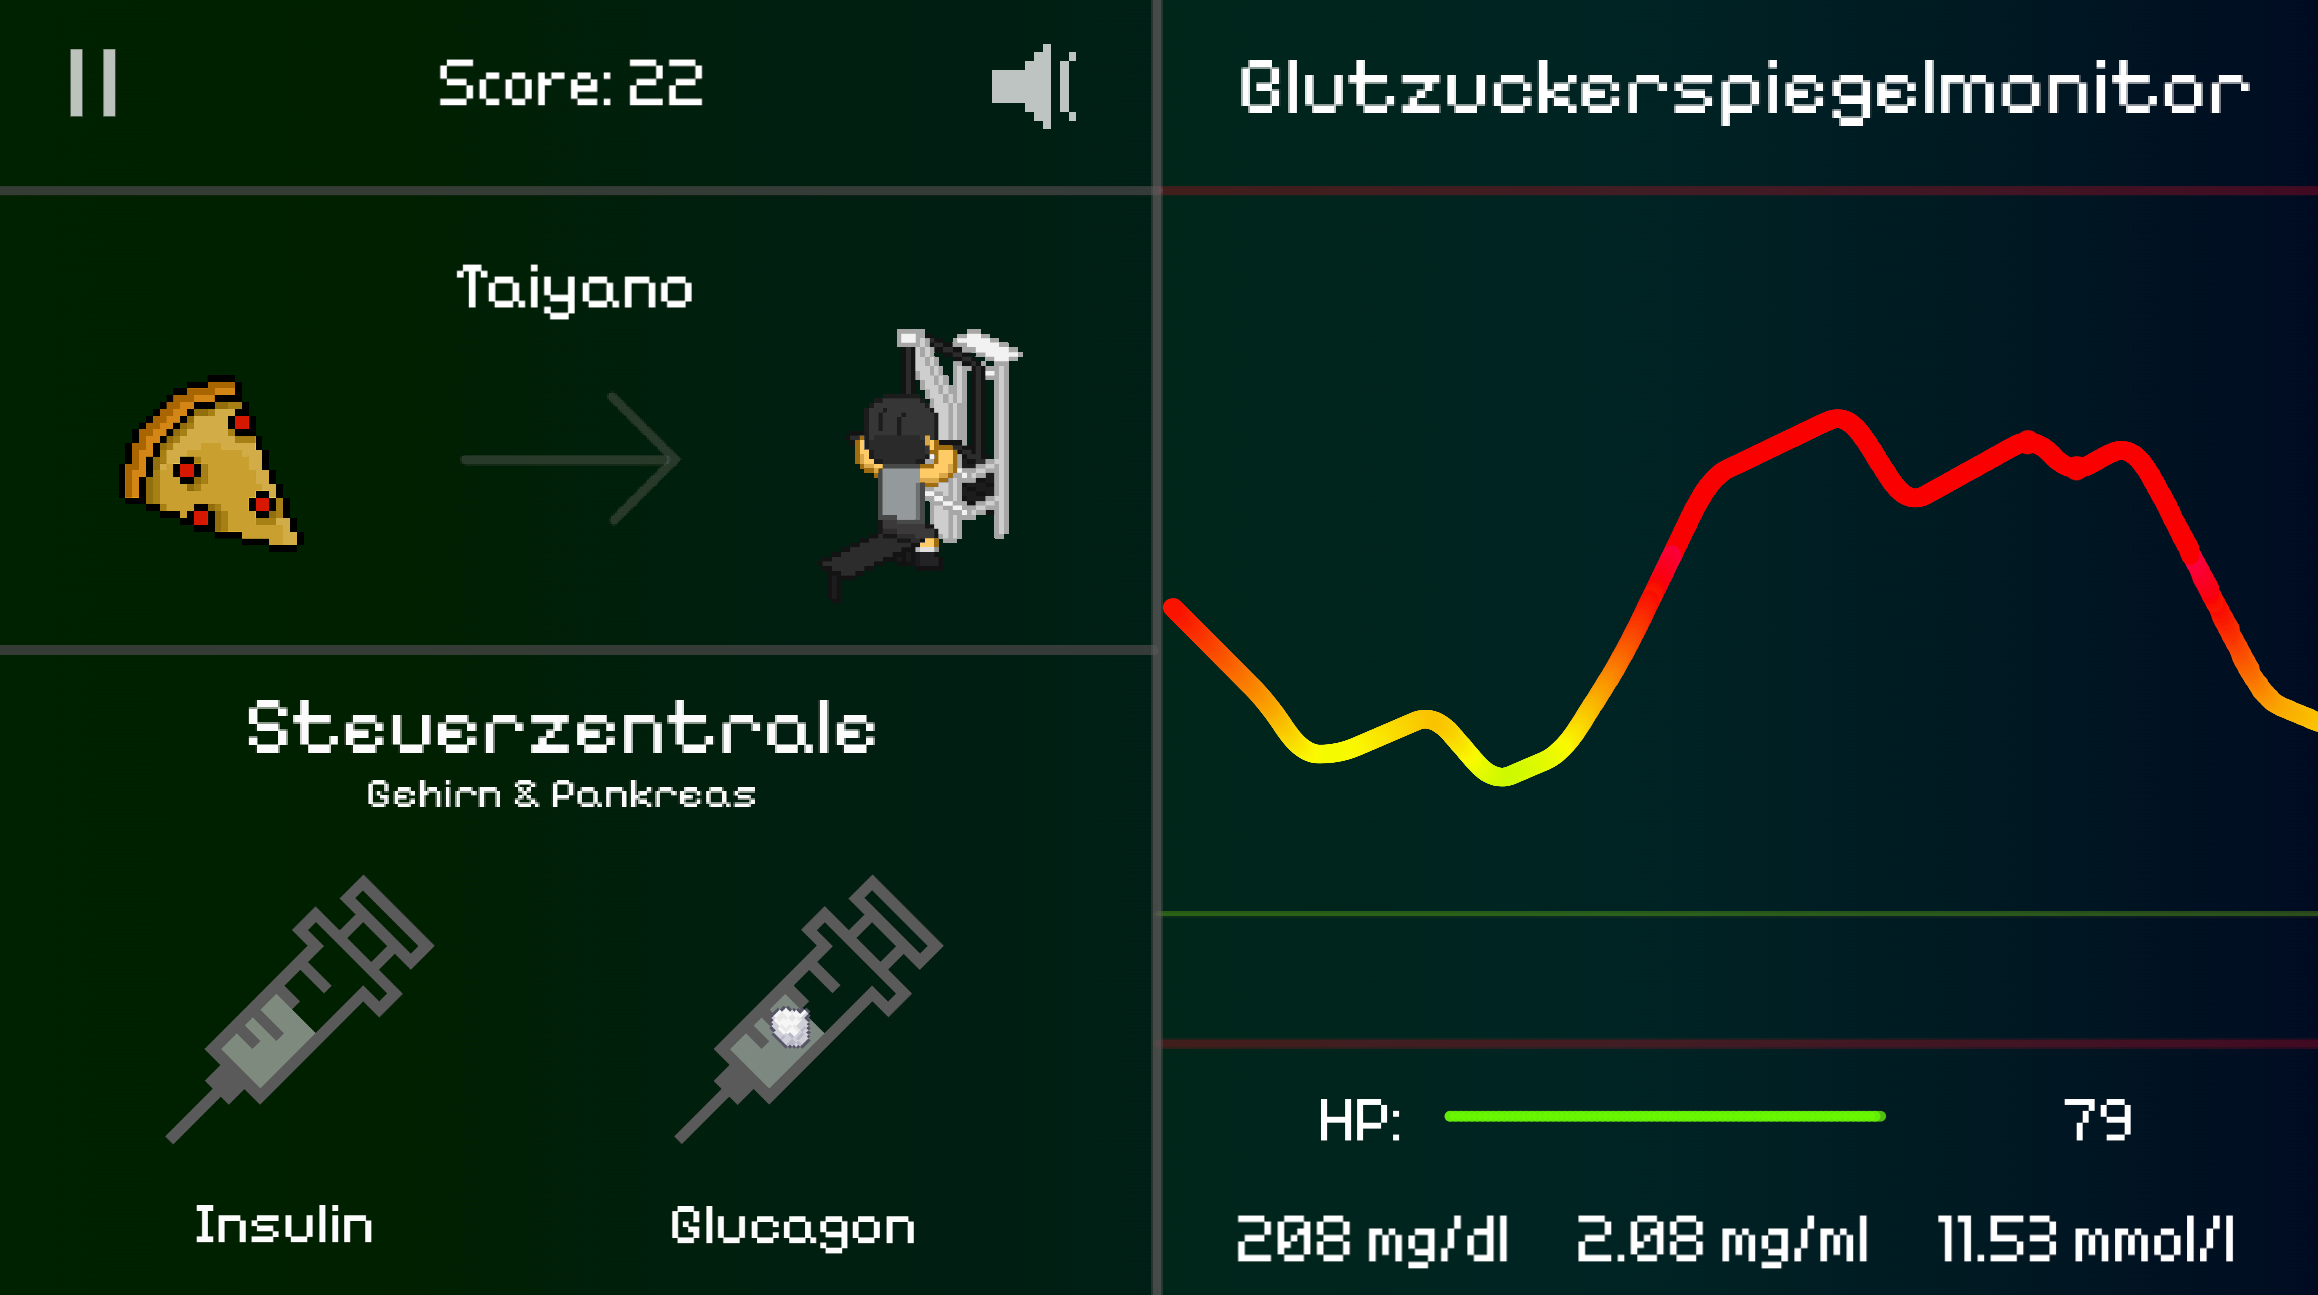 Score: 22
Taiyano
Steuerzentrale
Gehirn & Pankreas
Insulin
Glucagon
Blutzuckerspiegelmonitor
HP: 79
208 mg/dl 2.08 mg/ml 11.53 mmol/l